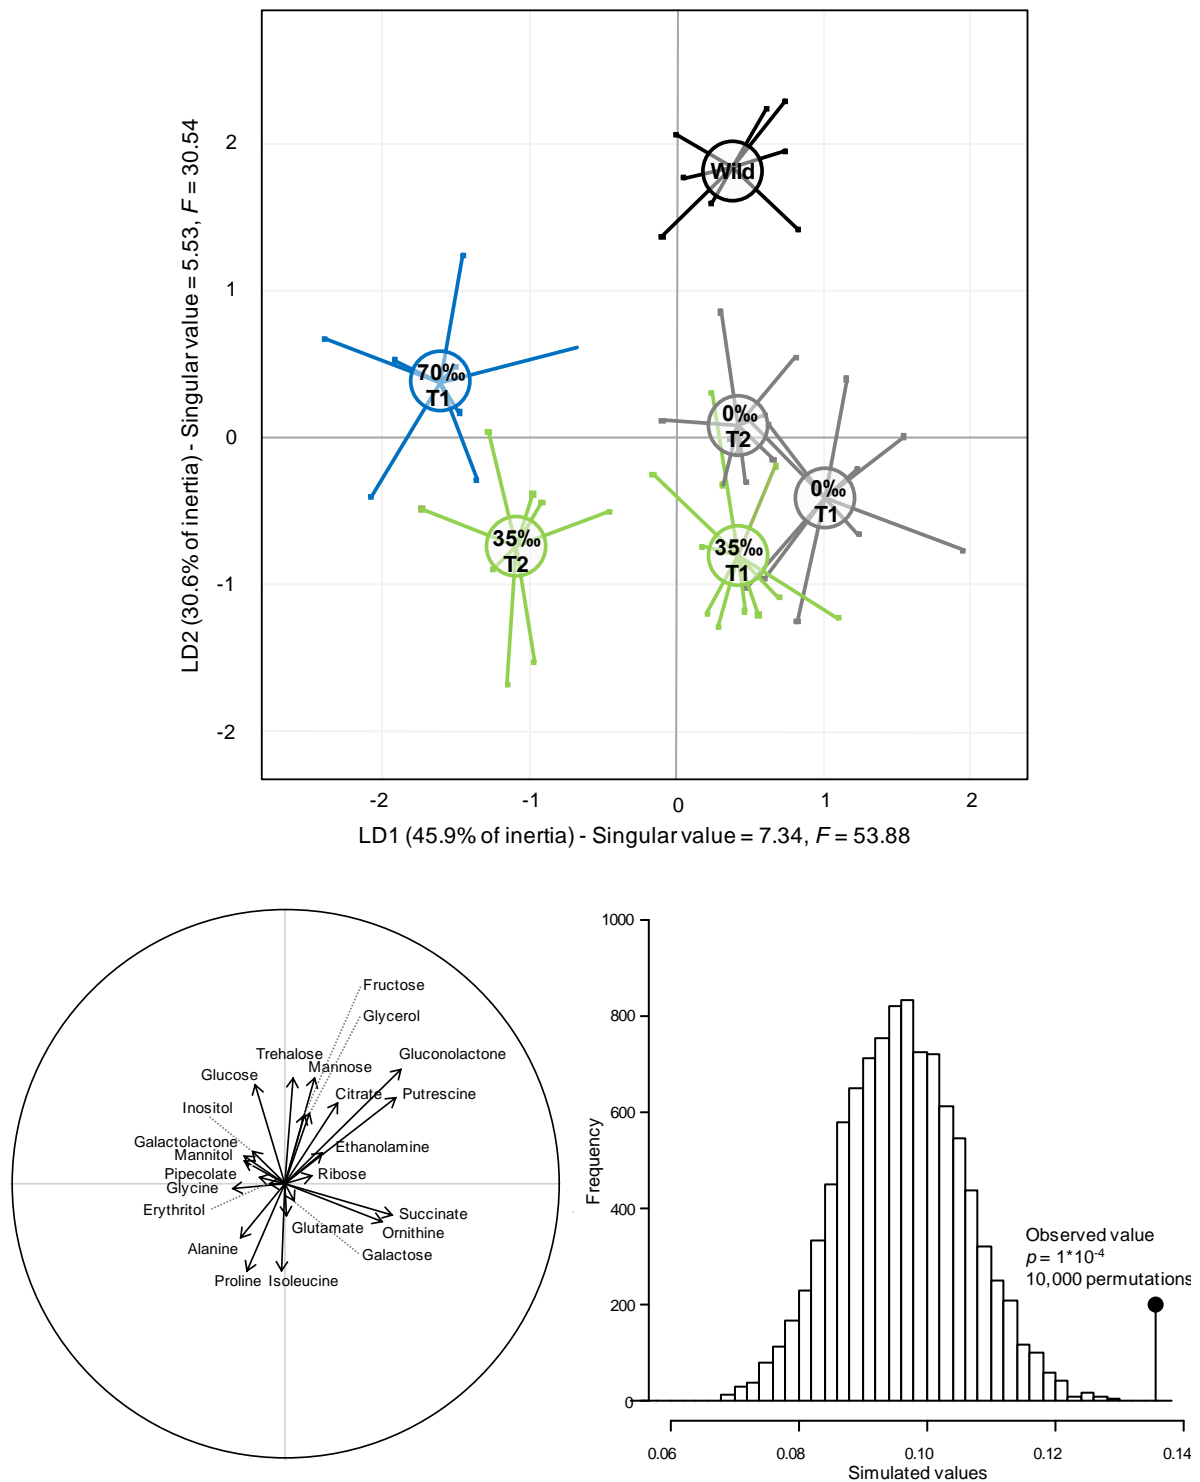 LD2 (30.6% of inertia) - Singular value = 5.53, F = 30.54
2
1
0
-1
-2
Wild
70‰
T1
0‰
T2
0‰
T1
35‰
T2
35‰
T1
-2
-1
0
1
2
LD1 (45.9% of inertia) - Singular value = 7.34, F = 53.88
Fructose
Glycerol
Trehalose
Mannose
Gluconolactone
Glucose
Citrate
Putrescine
Inositol
Galactolactone
Ethanolamine
Mannitol
Pipecolate
Ribose
Glycine
Erythritol
Succinate
Glutamate
Ornithine
Alanine
Galactose
Proline
Isoleucine
Frequency
1000
800
600
400
200
0
Observed value
p = 1*10-4
10,000 permutations
0.06
0.08
0.10
0.12
0.14
Simulated values